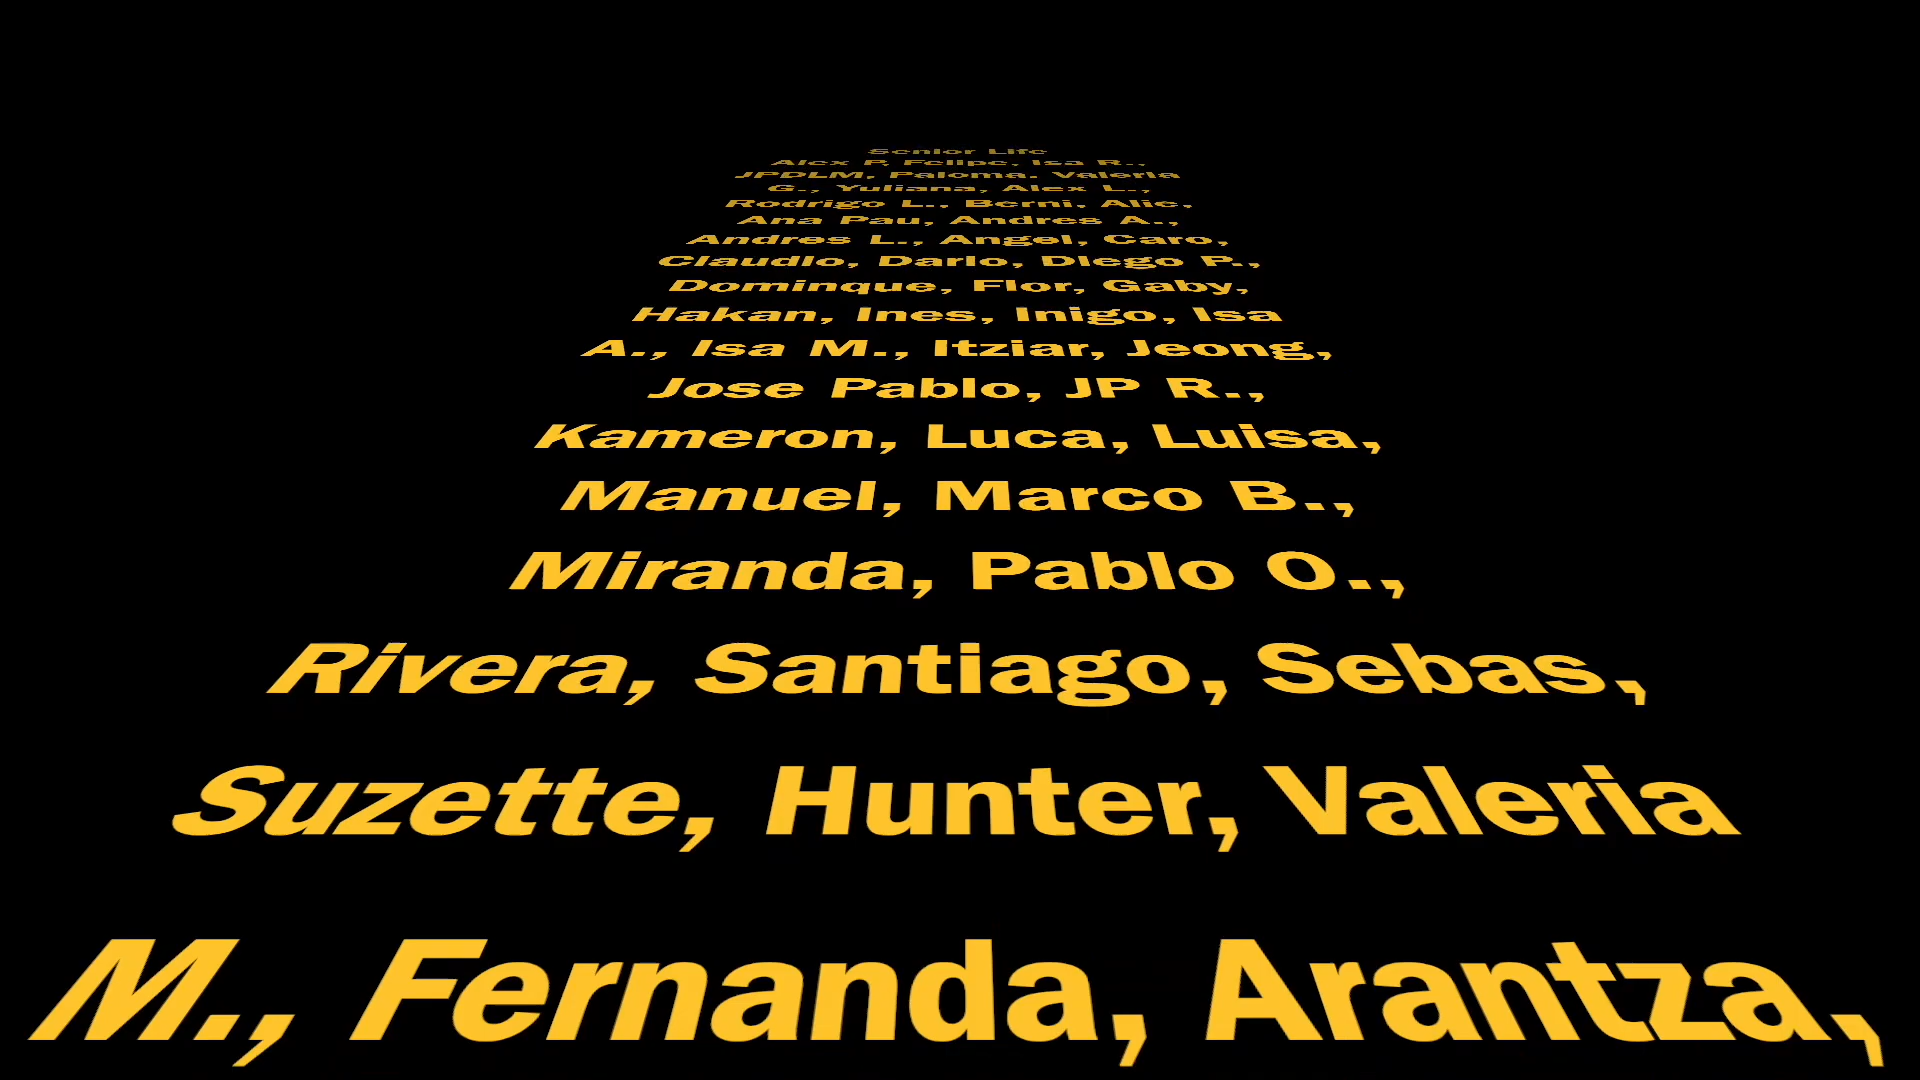 Senior Life
Alex P, Felipe, Isa R.,
JPDLM, Paloma. Valeria
G., Yuliana, Alex L.,
Rodrigo L., Berni, Alic,
Ana Pau, Andres A.,
Andres L., Angel, Caro,
Claudio, Dario, Diego P.,
Dominque, Flor, Gaby,
Hakan, Ines, Inigo, Isa
A., Isa M., Itziar, Jeong,
Jose Pablo, JP R.,
Kameron, Luca, Luisa,
Manuel, Marco B.,
Miranda, Pablo O.,
Rivera, Santiago, Sebas,
Suzette, Hunter, Valeria
M., Fernanda, Arantza,